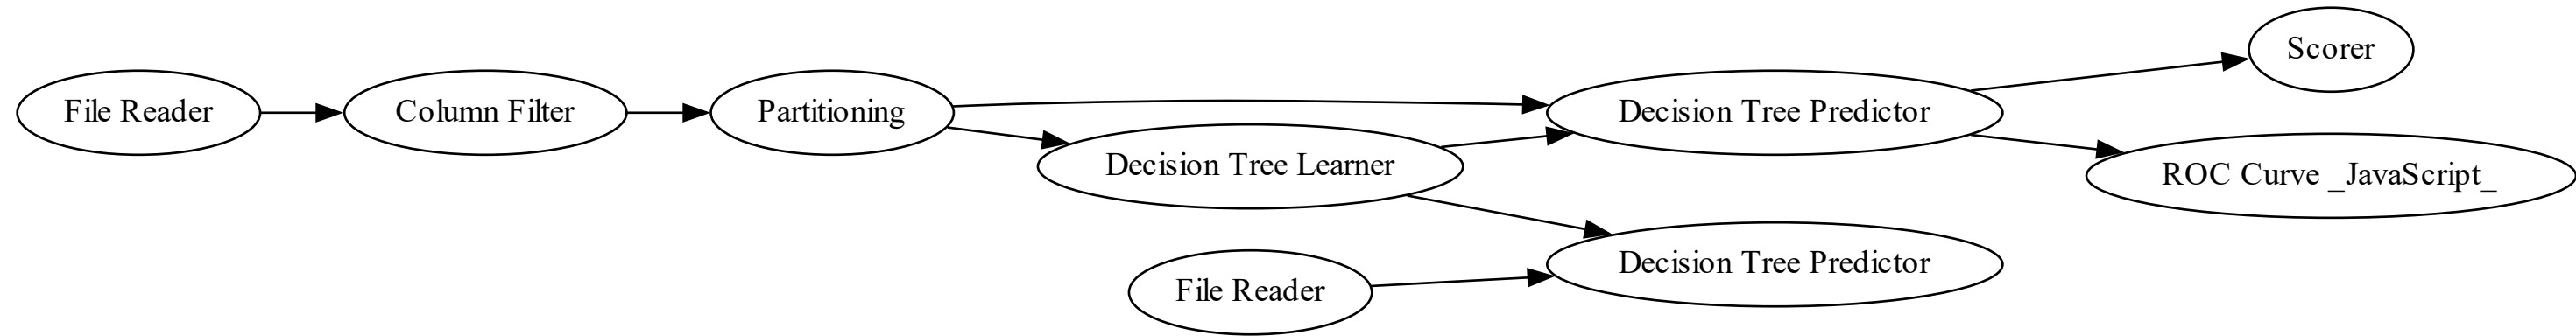 File Reader
Column Filter
Partitioning
Decision Tree Learner
File Reader
Decision Tree Predictor
Decision Tree Predictor
Scorer
ROC Curve _JavaScript_